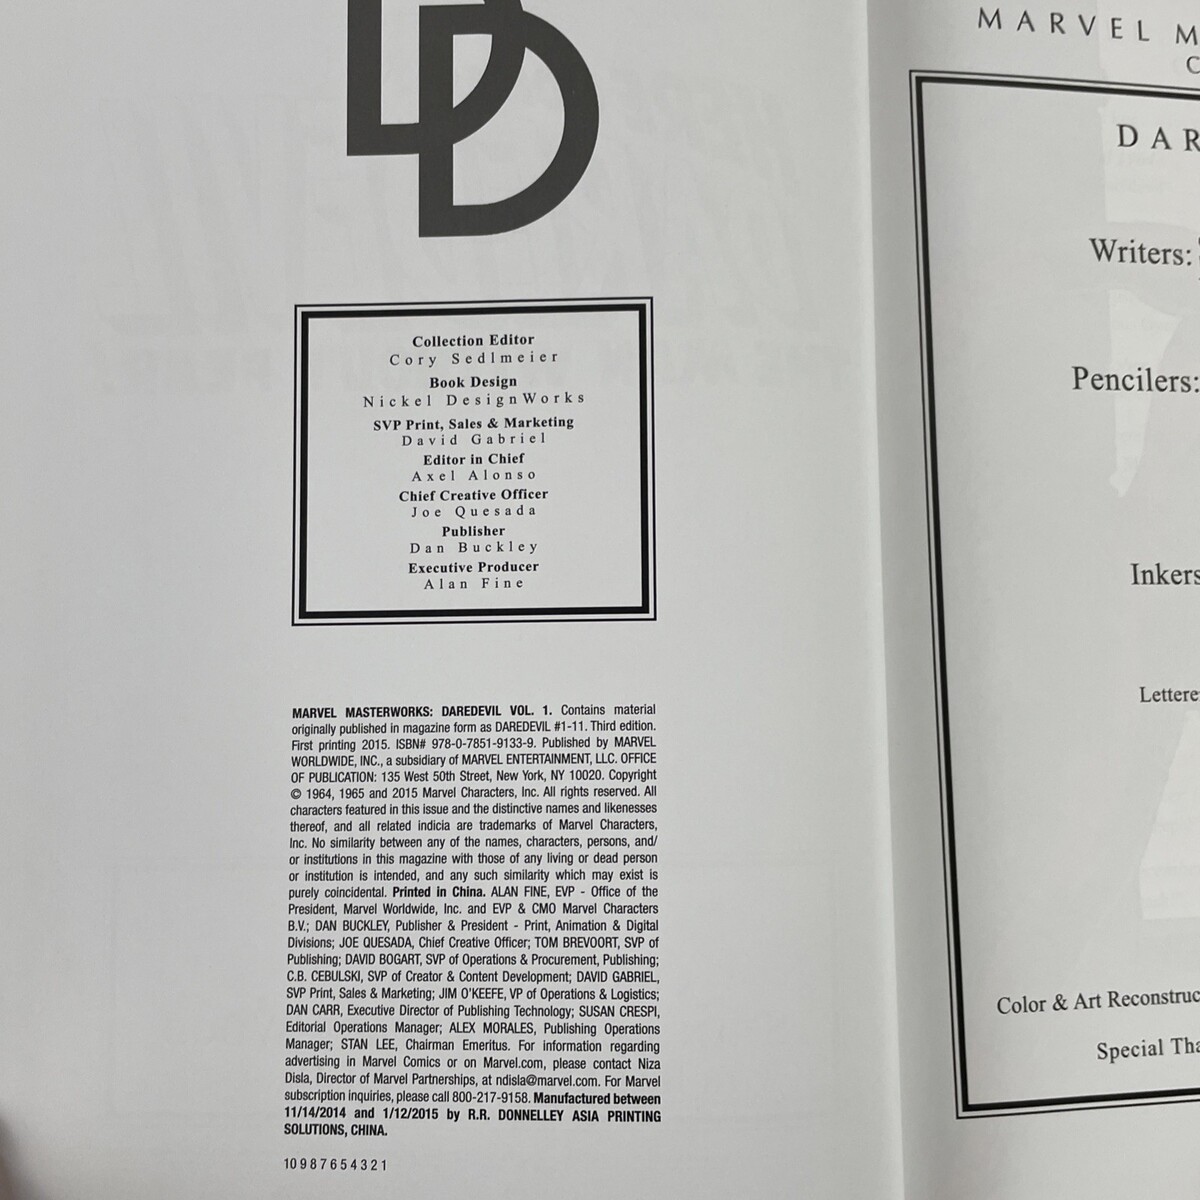 DD
Collection Editor
Cory Sedlmeier
Book Design
Nickel DesignWorks
SVP Print, Sales & Marketing
David Gabriel
Editor in Chief
Axel Alonso
Chief Creative Officer
Joe Quesada
Publisher
Dan Buckley
Executive Producer
Alan Fine
MARVEL MASTERWORKS: DAREDEVIL VOL. 1. Contains material
originally published in magazine form as DAREDEVIL #1-11. Third edition.
First printing 2015. ISBN# 978-0-7851-9133-9. Published by MARVEL
WORLDWIDE, INC., a subsidiary of MARVEL ENTERTAINMENT, LLC. OFFICE
OF PUBLICATION: 135 West 50th Street, New York, NY 10020. Copyright
© 1964, 1965 and 2015 Marvel Characters, Inc. All rights reserved. All
characters featured in this issue and the distinctive names and likenesses
thereof, and all related indicia are trademarks of Marvel Characters,
Inc. No similarity between any of the names, characters, persons, and/
or institutions in this magazine with those of any living or dead person
or institution is intended, and any such similarity which may exist is
purely coincidental. Printed in China. ALAN FINE, EVP - Office of the
President, Marvel Worldwide, Inc. and EVP & CMO Marvel Characters
B.V.; DAN BUCKLEY, Publisher & President - Print, Animation & Digital
Divisions; JOE QUESADA, Chief Creative Officer; TOM BREVOORT, SVP of
Publishing; DAVID BOGART, SVP of Operations & Procurement, Publishing;
C.B. CEBULSKI, SVP of Creator & Content Development; DAVID GABRIEL,
SVP Print, Sales & Marketing; JIM O'KEEFE, VP of Operations & Logistics;
DAN CARR, Executive Director of Publishing Technology; SUSAN CRESPI,
Editorial Operations Manager; ALEX MORALES, Publishing Operations
Manager; STAN LEE, Chairman Emeritus. For information regarding
advertising in Marvel Comics or on Marvel.com, please contact Niza
Disla, Director of Marvel Partnerships, at ndisla@marvel.com. For Marvel
subscription inquiries, please call 800-217-9158. Manufactured between
11/14/2014 and 1/12/2015 by R.R. DONNELLEY ASIA PRINTING
SOLUTIONS, CHINA.
10 9 8 7 6 5 4 3 2 1
MARVEL M
C
DAR
Writers:
Pencilers:
Inkers
Lettere
Color & Art Reconstruc
Special Tha